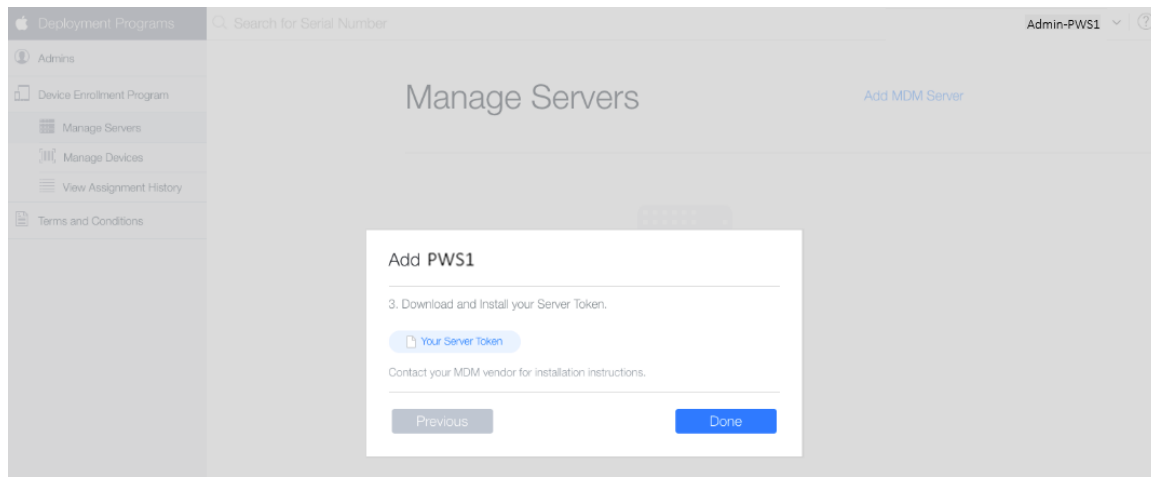 Deployment Programs
Search for Serial Number
Admin-PWS1
Admins
Device Enrollment Program
Manage Servers
Manage Devices
View Assignment History
Terms and Conditions
Manage Servers
Add MDM Server
Add PWS1
3. Download and Install your Server Token.
Your Server Token
Contact your MDM vendor for installation instructions.
Previous
Done